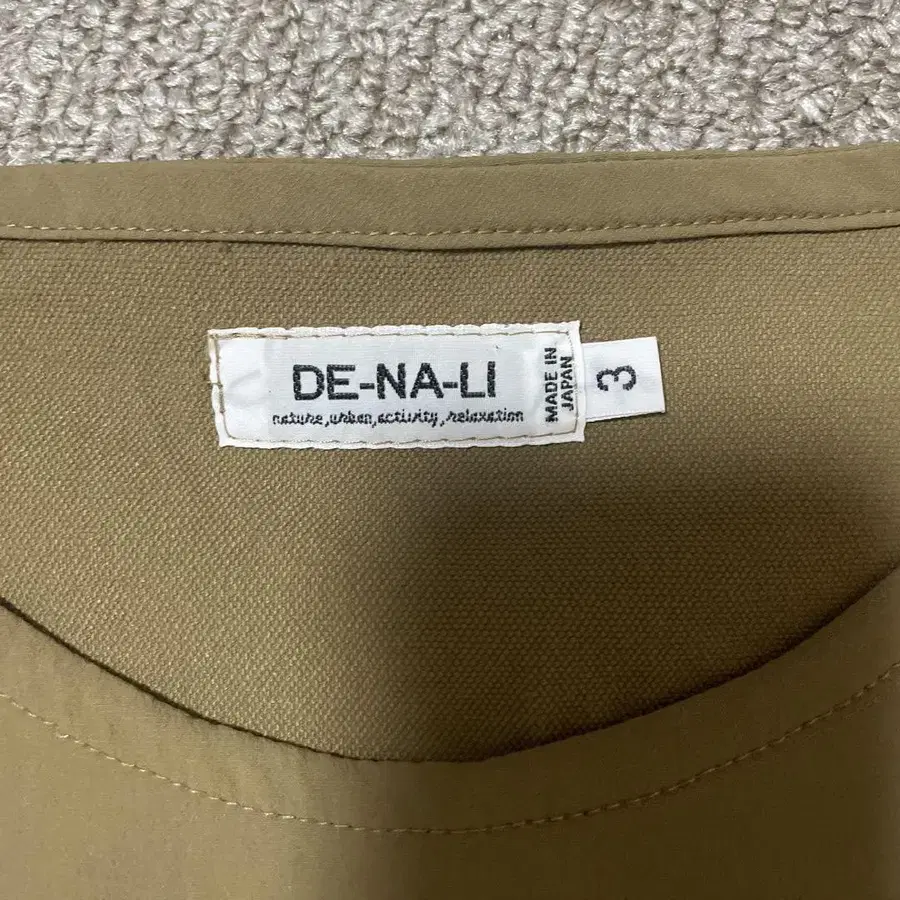 DE-NA-LI
nature,urban,activity,relaxation
MADE IN
JAPAN
3